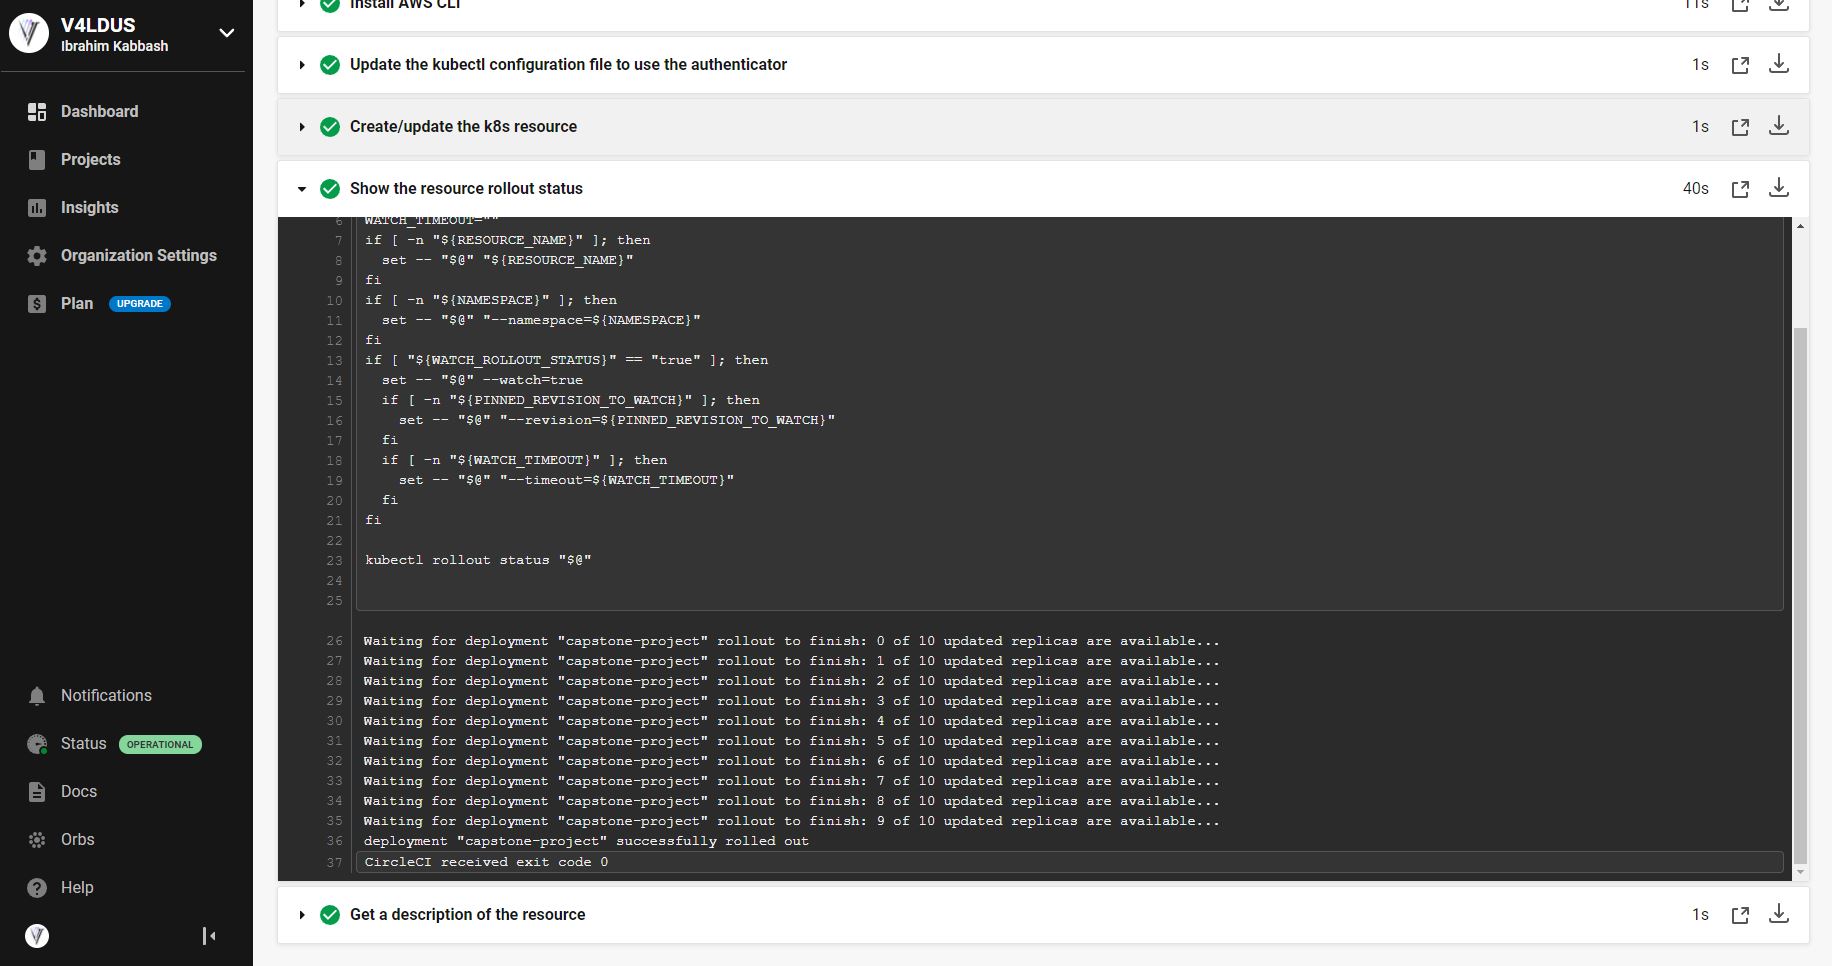 V4LDUS
Ibrahim Kabbash
Dashboard
Projects
Insights
Organization Settings
Plan UPGRADE
Notifications
Status OPERATIONAL
Docs
Orbs
Help
Install AWS CLI 11s
Update the kubectl configuration file to use the authenticator 1s
Create/update the k8s resource 1s
Show the resource rollout status 40s
6 WATCH_TIMEOUT=""
7 if [ -n "${RESOURCE_NAME}" ]; then
8 set -- "$@" "${RESOURCE_NAME}"
9 fi
10 if [ -n "${NAMESPACE}" ]; then
11 set -- "$@" "--namespace=${NAMESPACE}"
12 fi
13 if [ "${WATCH_ROLLOUT_STATUS}" == "true" ]; then
14 set -- "$@" --watch=true
15 if [ -n "${PINNED_REVISION_TO_WATCH}" ]; then
16 set -- "$@" "--revision=${PINNED_REVISION_TO_WATCH}"
17 fi
18 if [ -n "${WATCH_TIMEOUT}" ]; then
19 set -- "$@" "--timeout=${WATCH_TIMEOUT}"
20 fi
21 fi
22
23 kubectl rollout status "$@"
24
25
26 Waiting for deployment "capstone-project" rollout to finish: 0 of 10 updated replicas are available...
27 Waiting for deployment "capstone-project" rollout to finish: 1 of 10 updated replicas are available...
28 Waiting for deployment "capstone-project" rollout to finish: 2 of 10 updated replicas are available...
29 Waiting for deployment "capstone-project" rollout to finish: 3 of 10 updated replicas are available...
30 Waiting for deployment "capstone-project" rollout to finish: 4 of 10 updated replicas are available...
31 Waiting for deployment "capstone-project" rollout to finish: 5 of 10 updated replicas are available...
32 Waiting for deployment "capstone-project" rollout to finish: 6 of 10 updated replicas are available...
33 Waiting for deployment "capstone-project" rollout to finish: 7 of 10 updated replicas are available...
34 Waiting for deployment "capstone-project" rollout to finish: 8 of 10 updated replicas are available...
35 Waiting for deployment "capstone-project" rollout to finish: 9 of 10 updated replicas are available...
36 deployment "capstone-project" successfully rolled out
37 CircleCI received exit code 0
Get a description of the resource 1s